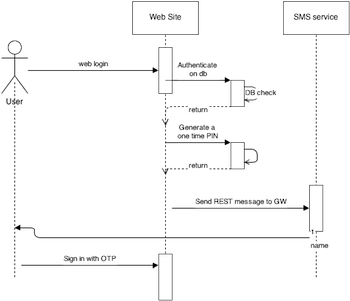 Web Site
SMS service
User
web login
Authenticate
on db
DB check
return
Generate a
one time PIN
return
Send REST message to GW
name
Sign in with OTP